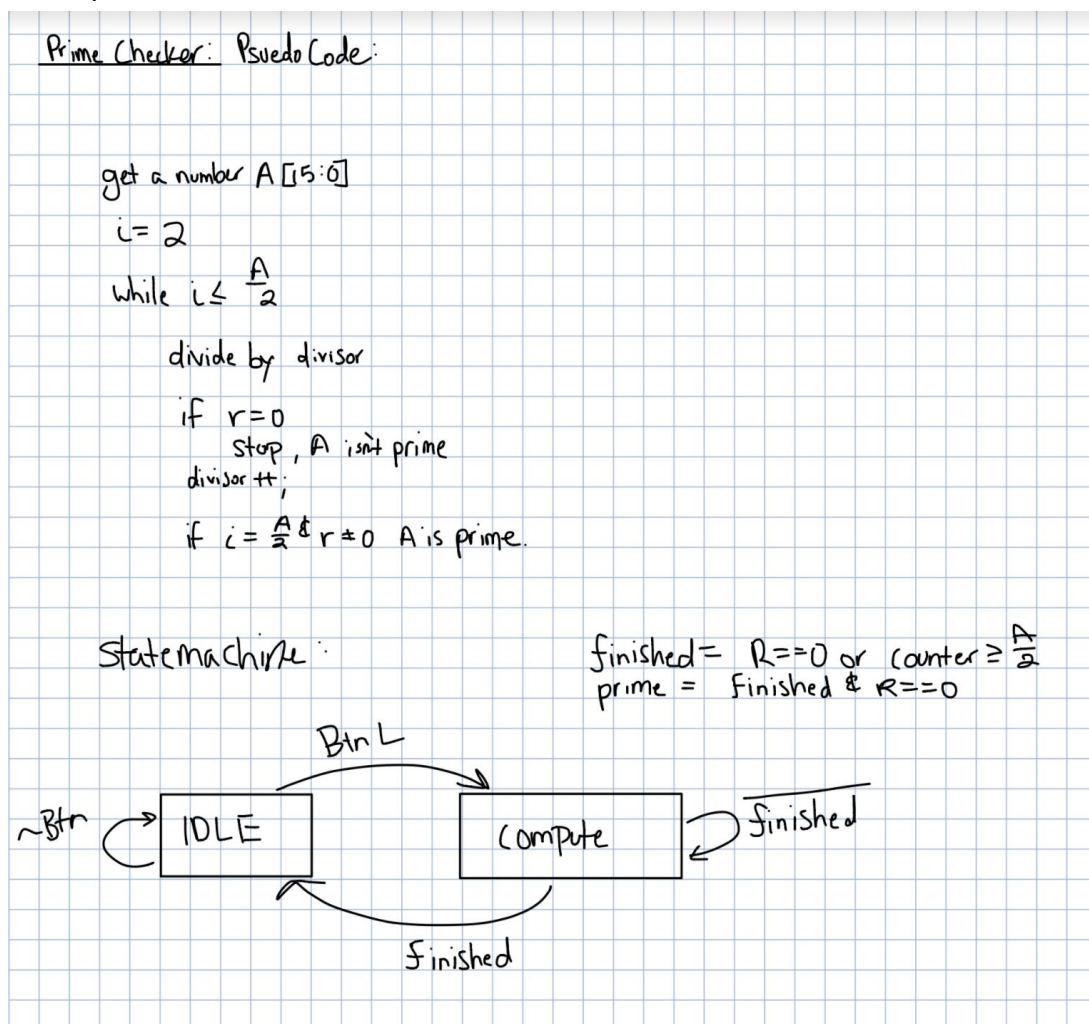 Prime Checker: Psuedo Code:
get a number A [15:0]
i = 2
while i ≤ A/2
divide by divisor
if r=0
stop, A isn't prime
divisor ++;
if i = A/2 & r ≠ 0 A is prime.
Statemachine:
finished = R==0 or counter ≥ A/2
prime = Finished & R==0
Btn L
~Btn
IDLE
Compute
finished
Finished